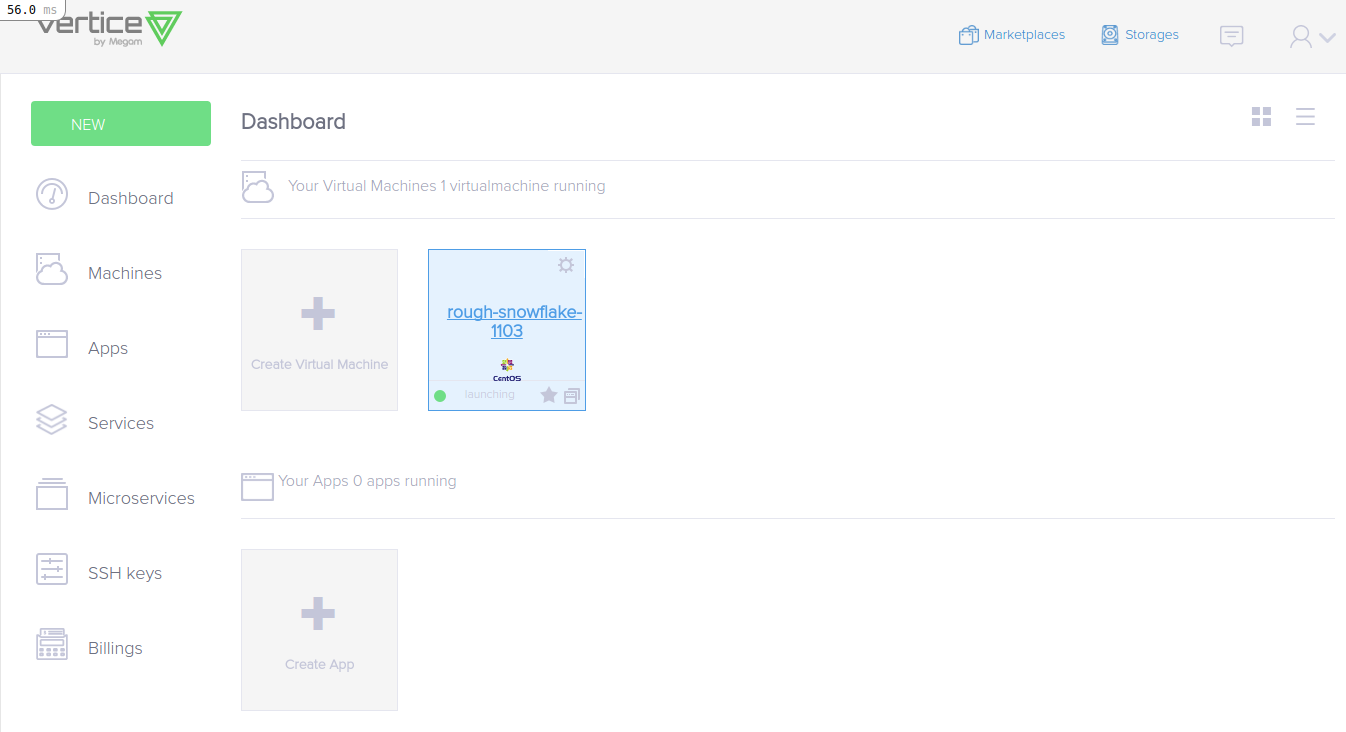 56.0 ms
vertice
by Megam
Marketplaces
Storages
NEW
Dashboard
Machines
Apps
Services
Microservices
SSH keys
Billings
Dashboard
Your Virtual Machines 1 virtualmachine running
Create Virtual Machine
rough-snowflake-
1103
CentOS
launching
Your Apps 0 apps running
Create App